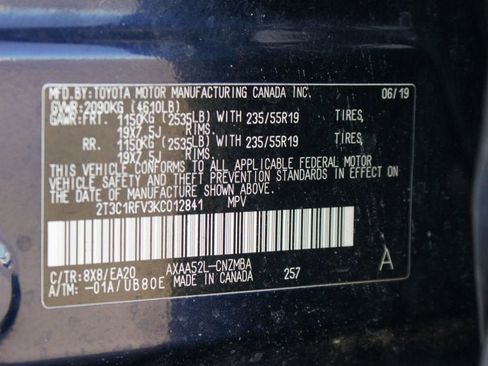 MFD.BY:TOYOTA MOTOR MANUFACTURING CANADA INC. 06/19
GVWR:2090KG (4610LB)
GAWR:FRT. 1150KG (2535LB) WITH 235/55R19 TIRES,
19X7.5J RIMS,
RR. 1150KG (2535LB) WITH 235/55R19 TIRES,
19X7.5J RIMS.
THIS VEHICLE CONFORMS TO ALL APPLICABLE FEDERAL MOTOR
VEHICLE SAFETY AND THEFT PREVENTION STANDARDS IN EFFECT ON
THE DATE OF MANUFACTURE SHOWN ABOVE.
2T3C1RFV3KC012841 MPV
C/TR:8X8/EA20 AXAA52L-CNZMBA A
A/TM: -01A/UB80E MADE IN CANADA 257